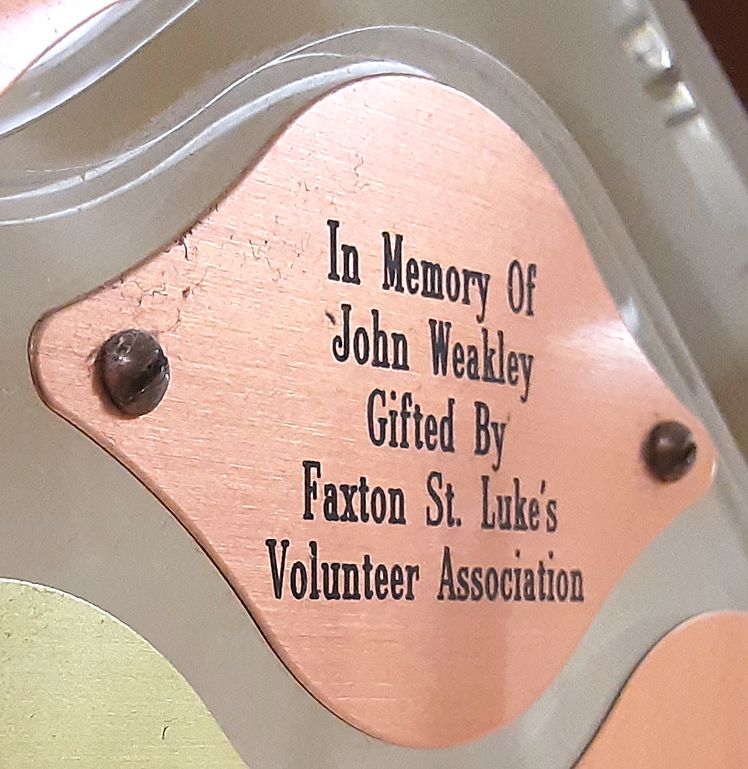 In Memory Of
John Weakley
Gifted By
Faxton St. Luke's
Volunteer Association